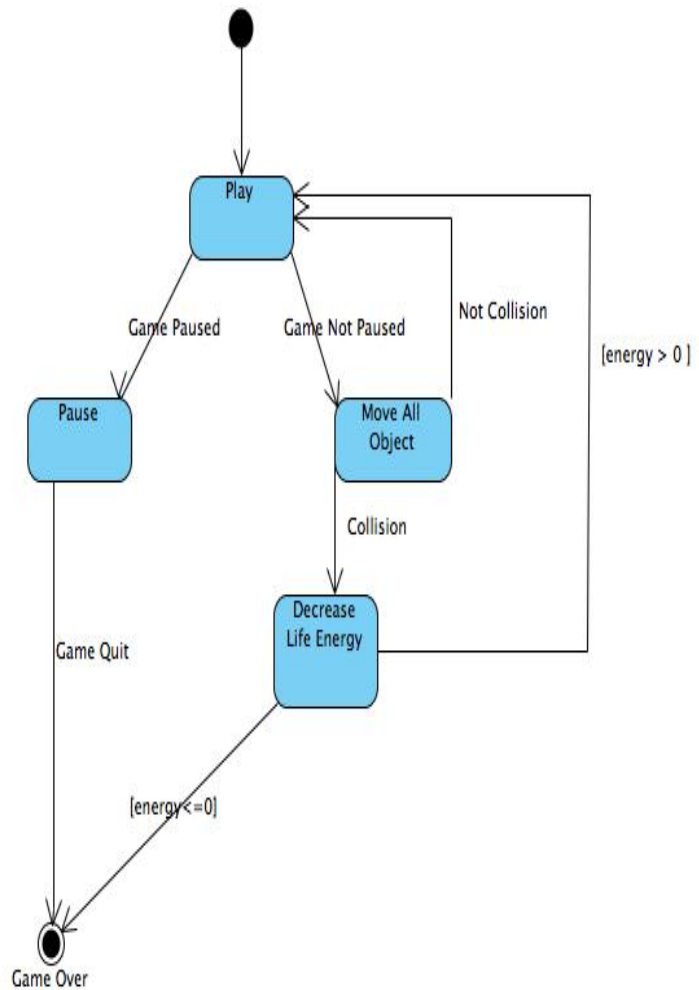 Play
Game Paused
Game Not Paused
Not Collision
[energy > 0 ]
Pause
Move All
Object
Collision
Decrease
Life Energy
Game Quit
[energy<=0]
Game Over